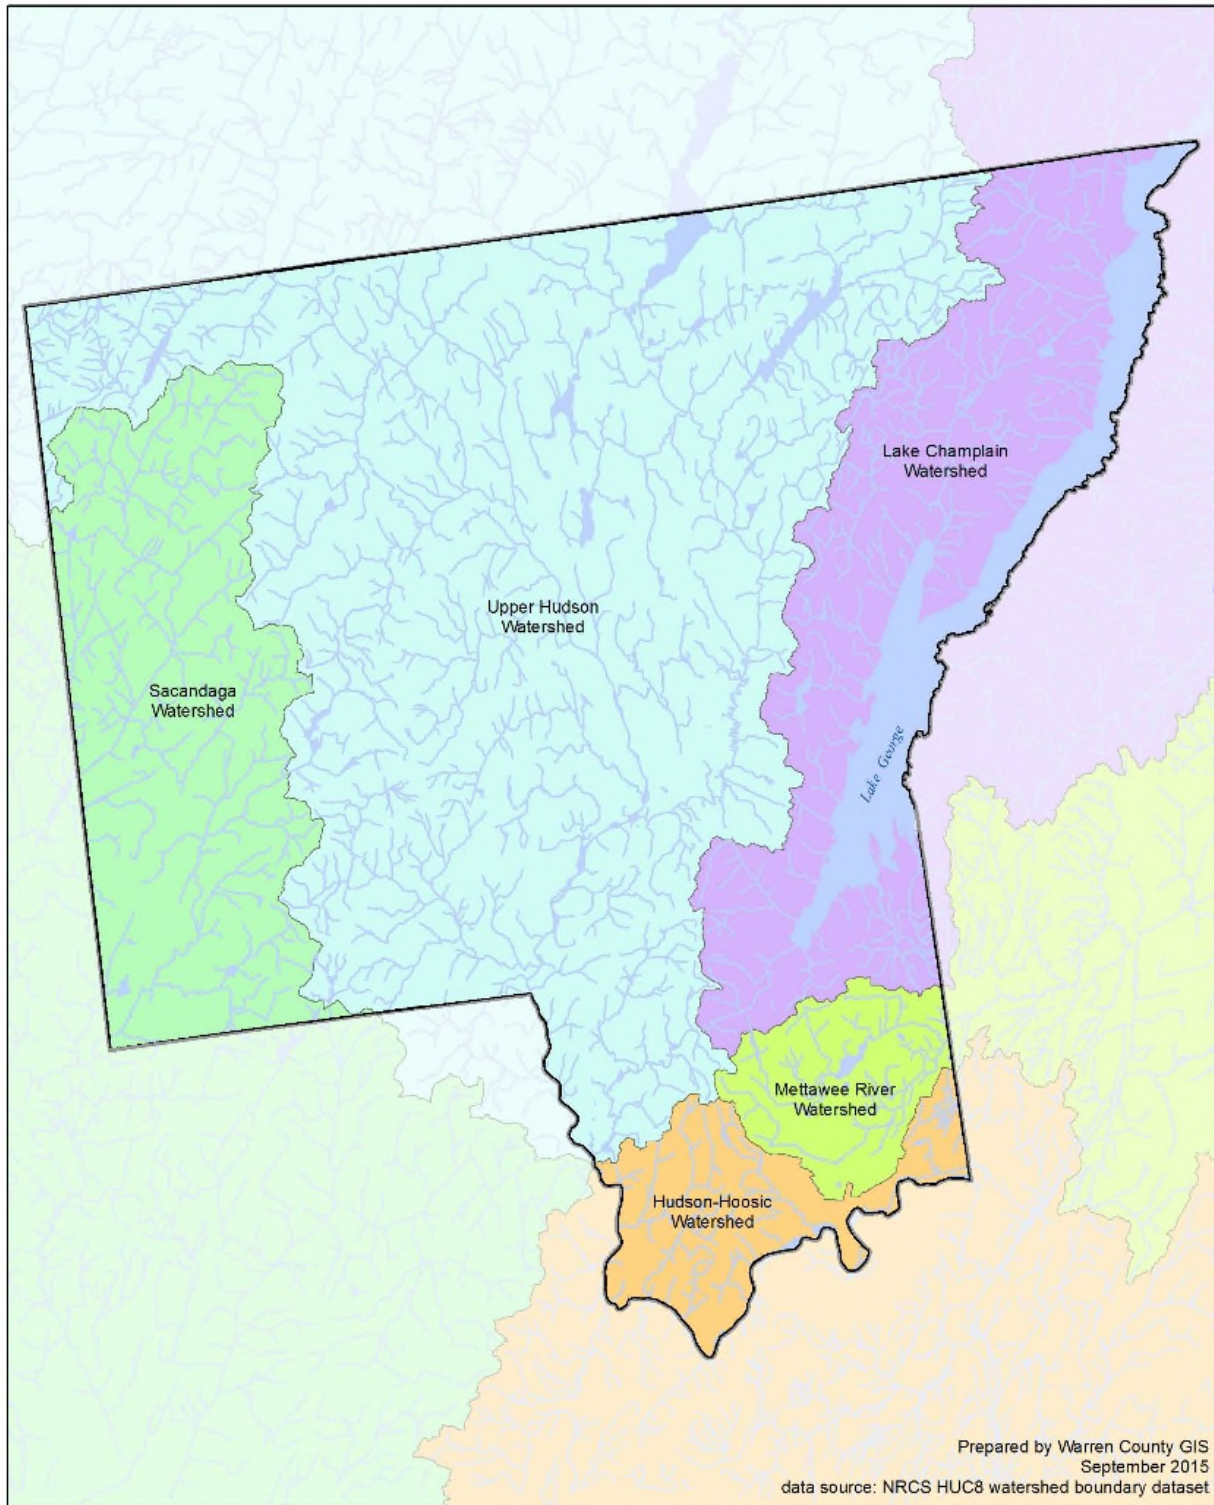 Lake Champlain
Watershed
Upper Hudson
Watershed
Sacandaga
Watershed
Lake George
Mettawee River
Watershed
Hudson-Hoosic
Watershed
Prepared by Warren County GIS
September 2015
data source: NRCS HUC8 watershed boundary dataset